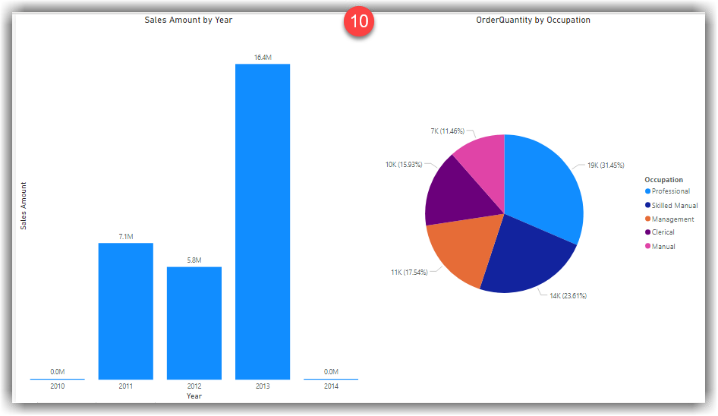 Sales Amount by Year
10
OrderQuantity by Occupation
16.4M
7.1M
5.8M
0.0M
0.0M
Sales Amount
2010
2011
2012
2013
2014
Year
7K (11.46%)
19K (31.45%)
10K (15.93%)
11K (17.54%)
14K (23.61%)
Occupation
Professional
Skilled Manual
Management
Clerical
Manual